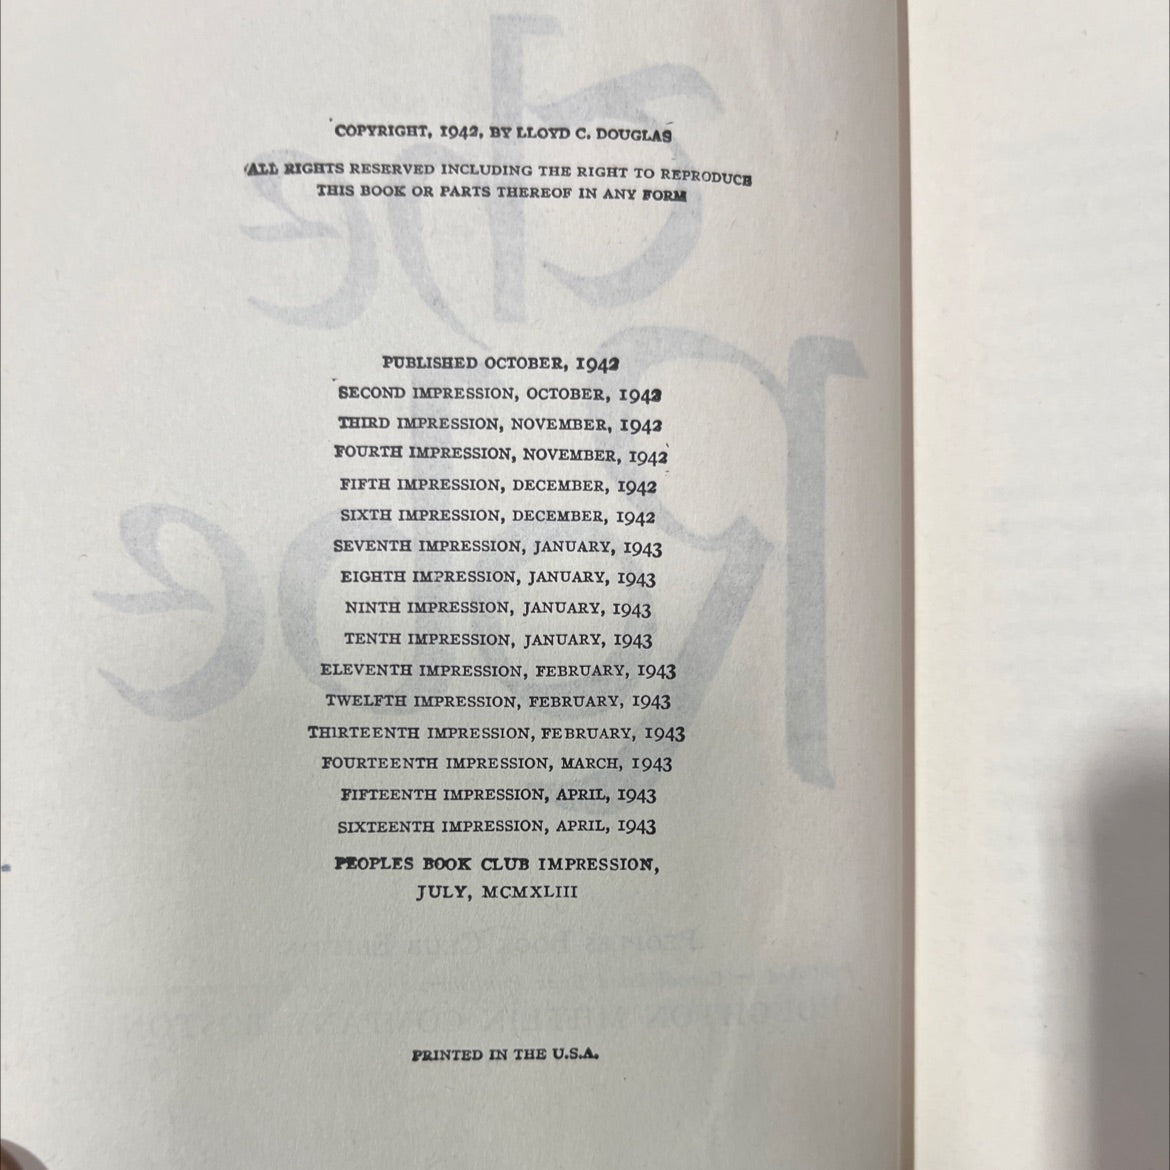 COPYRIGHT, 1942, BY LLOYD C. DOUGLAS
ALL RIGHTS RESERVED INCLUDING THE RIGHT TO REPRODUCE
THIS BOOK OR PARTS THEREOF IN ANY FORM
PUBLISHED OCTOBER, 1942
SECOND IMPRESSION, OCTOBER, 1942
THIRD IMPRESSION, NOVEMBER, 1942
FOURTH IMPRESSION, NOVEMBER, 1942
FIFTH IMPRESSION, DECEMBER, 1942
SIXTH IMPRESSION, DECEMBER, 1942
SEVENTH IMPRESSION, JANUARY, 1943
EIGHTH IMPRESSION, JANUARY, 1943
NINTH IMPRESSION, JANUARY, 1943
TENTH IMPRESSION, JANUARY, 1943
ELEVENTH IMPRESSION, FEBRUARY, 1943
TWELFTH IMPRESSION, FEBRUARY, 1943
THIRTEENTH IMPRESSION, FEBRUARY, 1943
FOURTEENTH IMPRESSION, MARCH, 1943
FIFTEENTH IMPRESSION, APRIL, 1943
SIXTEENTH IMPRESSION, APRIL, 1943
PEOPLES BOOK CLUB IMPRESSION,
JULY, MCMXLIII
PRINTED IN THE U.S.A.